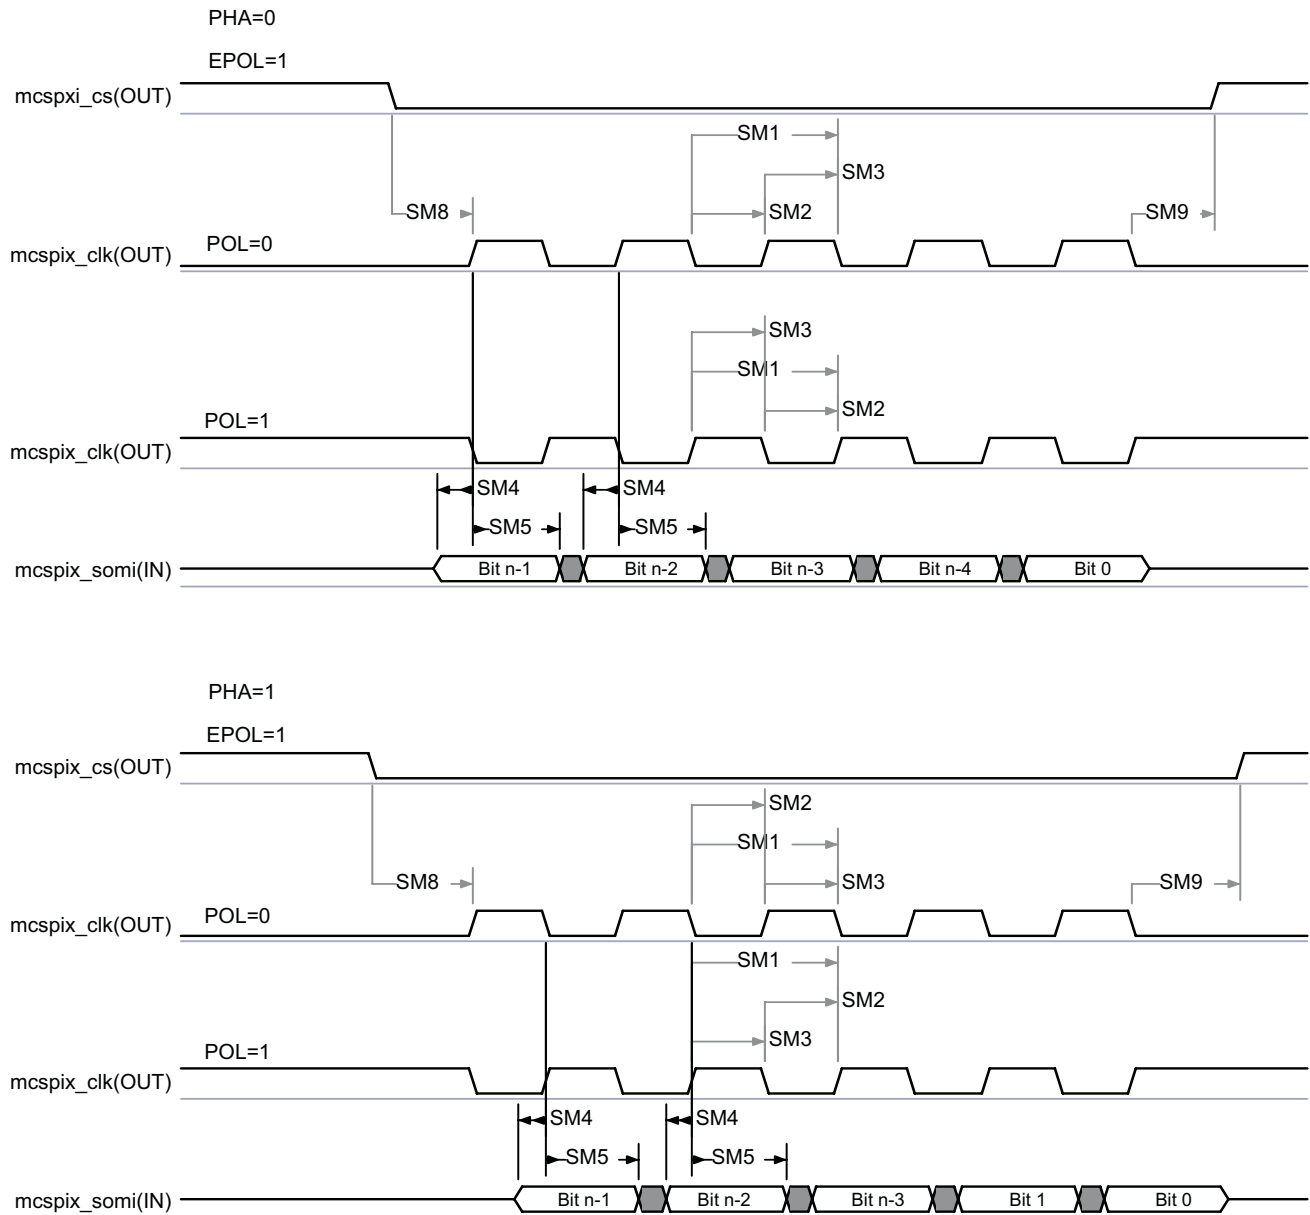 PHA=0
EPOL=1
mcspxi_cs(OUT)
SM1
SM3
SM8
SM2
SM9
POL=0
mcspix_clk(OUT)
SM3
SM1
SM2
POL=1
mcspix_clk(OUT)
SM4 SM4
SM5 SM5
mcspix_somi(IN) Bit n-1 Bit n-2 Bit n-3 Bit n-4 Bit 0
PHA=1
EPOL=1
mcspix_cs(OUT)
SM2
SM1
SM8 SM3 SM9
POL=0
mcspix_clk(OUT)
SM1
SM2
SM3
POL=1
mcspix_clk(OUT)
SM4 SM4
SM5 SM5
mcspix_somi(IN) Bit n-1 Bit n-2 Bit n-3 Bit 1 Bit 0